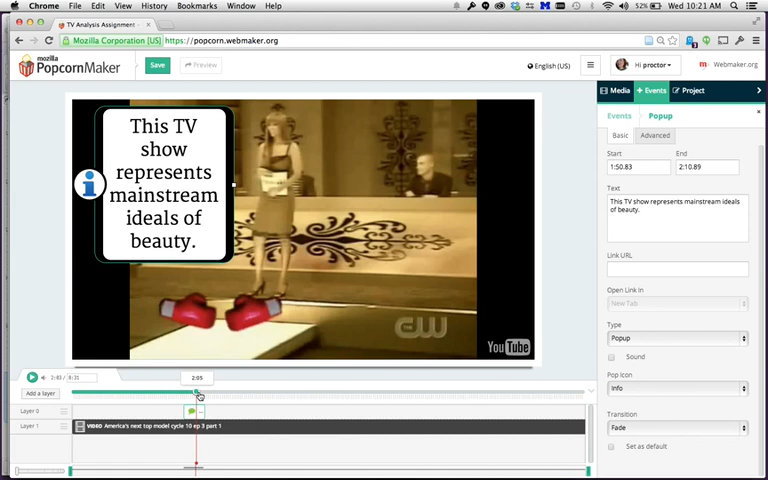 Chrome File Edit View History Bookmarks Window Help
52% Wed 10:21 AM
TV Analysis Assignment -
Mozilla Corporation [US] https://popcorn.webmaker.org
mozilla
PopcornMaker
Save
Preview
English (US)
Hi proctor
Webmaker.org
Media
+ Events
Project
Events
Popup
Basic
Advanced
Start
End
1:50.83
2:10.89
Text
This TV show represents mainstream ideals
of beauty.
Link URL
Open Link in
New Tab
Type
Popup
Sound
Pop Icon
Info
Transition
Fade
Set as default
This TV
show
represents
mainstream
ideals of
beauty.
CW
YouTube
2:05
2:03 / 8:31
Add a layer
Layer 0
Layer 1
VIDEO America's next top model cycle 10 ep 3 part 1